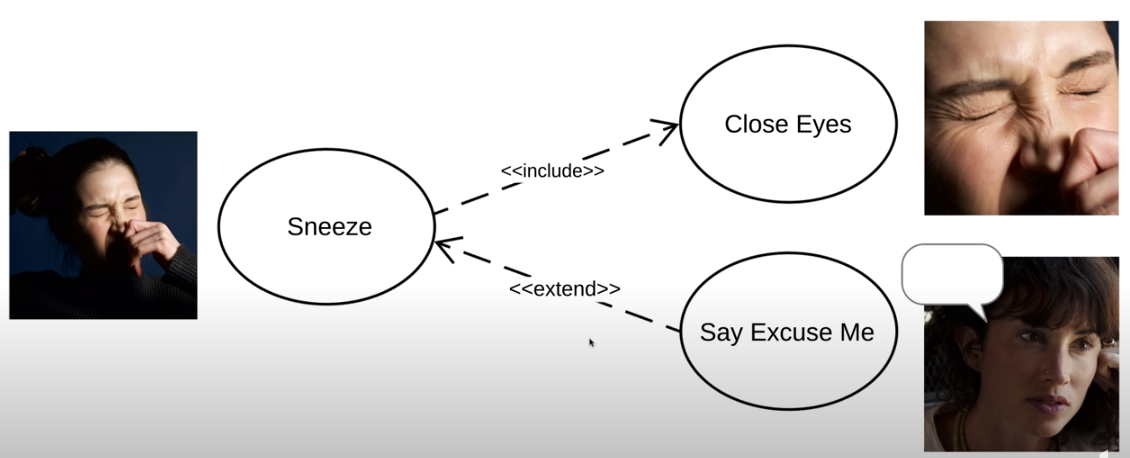 Sneeze
<<include>>
Close Eyes
<<extend>>
Say Excuse Me